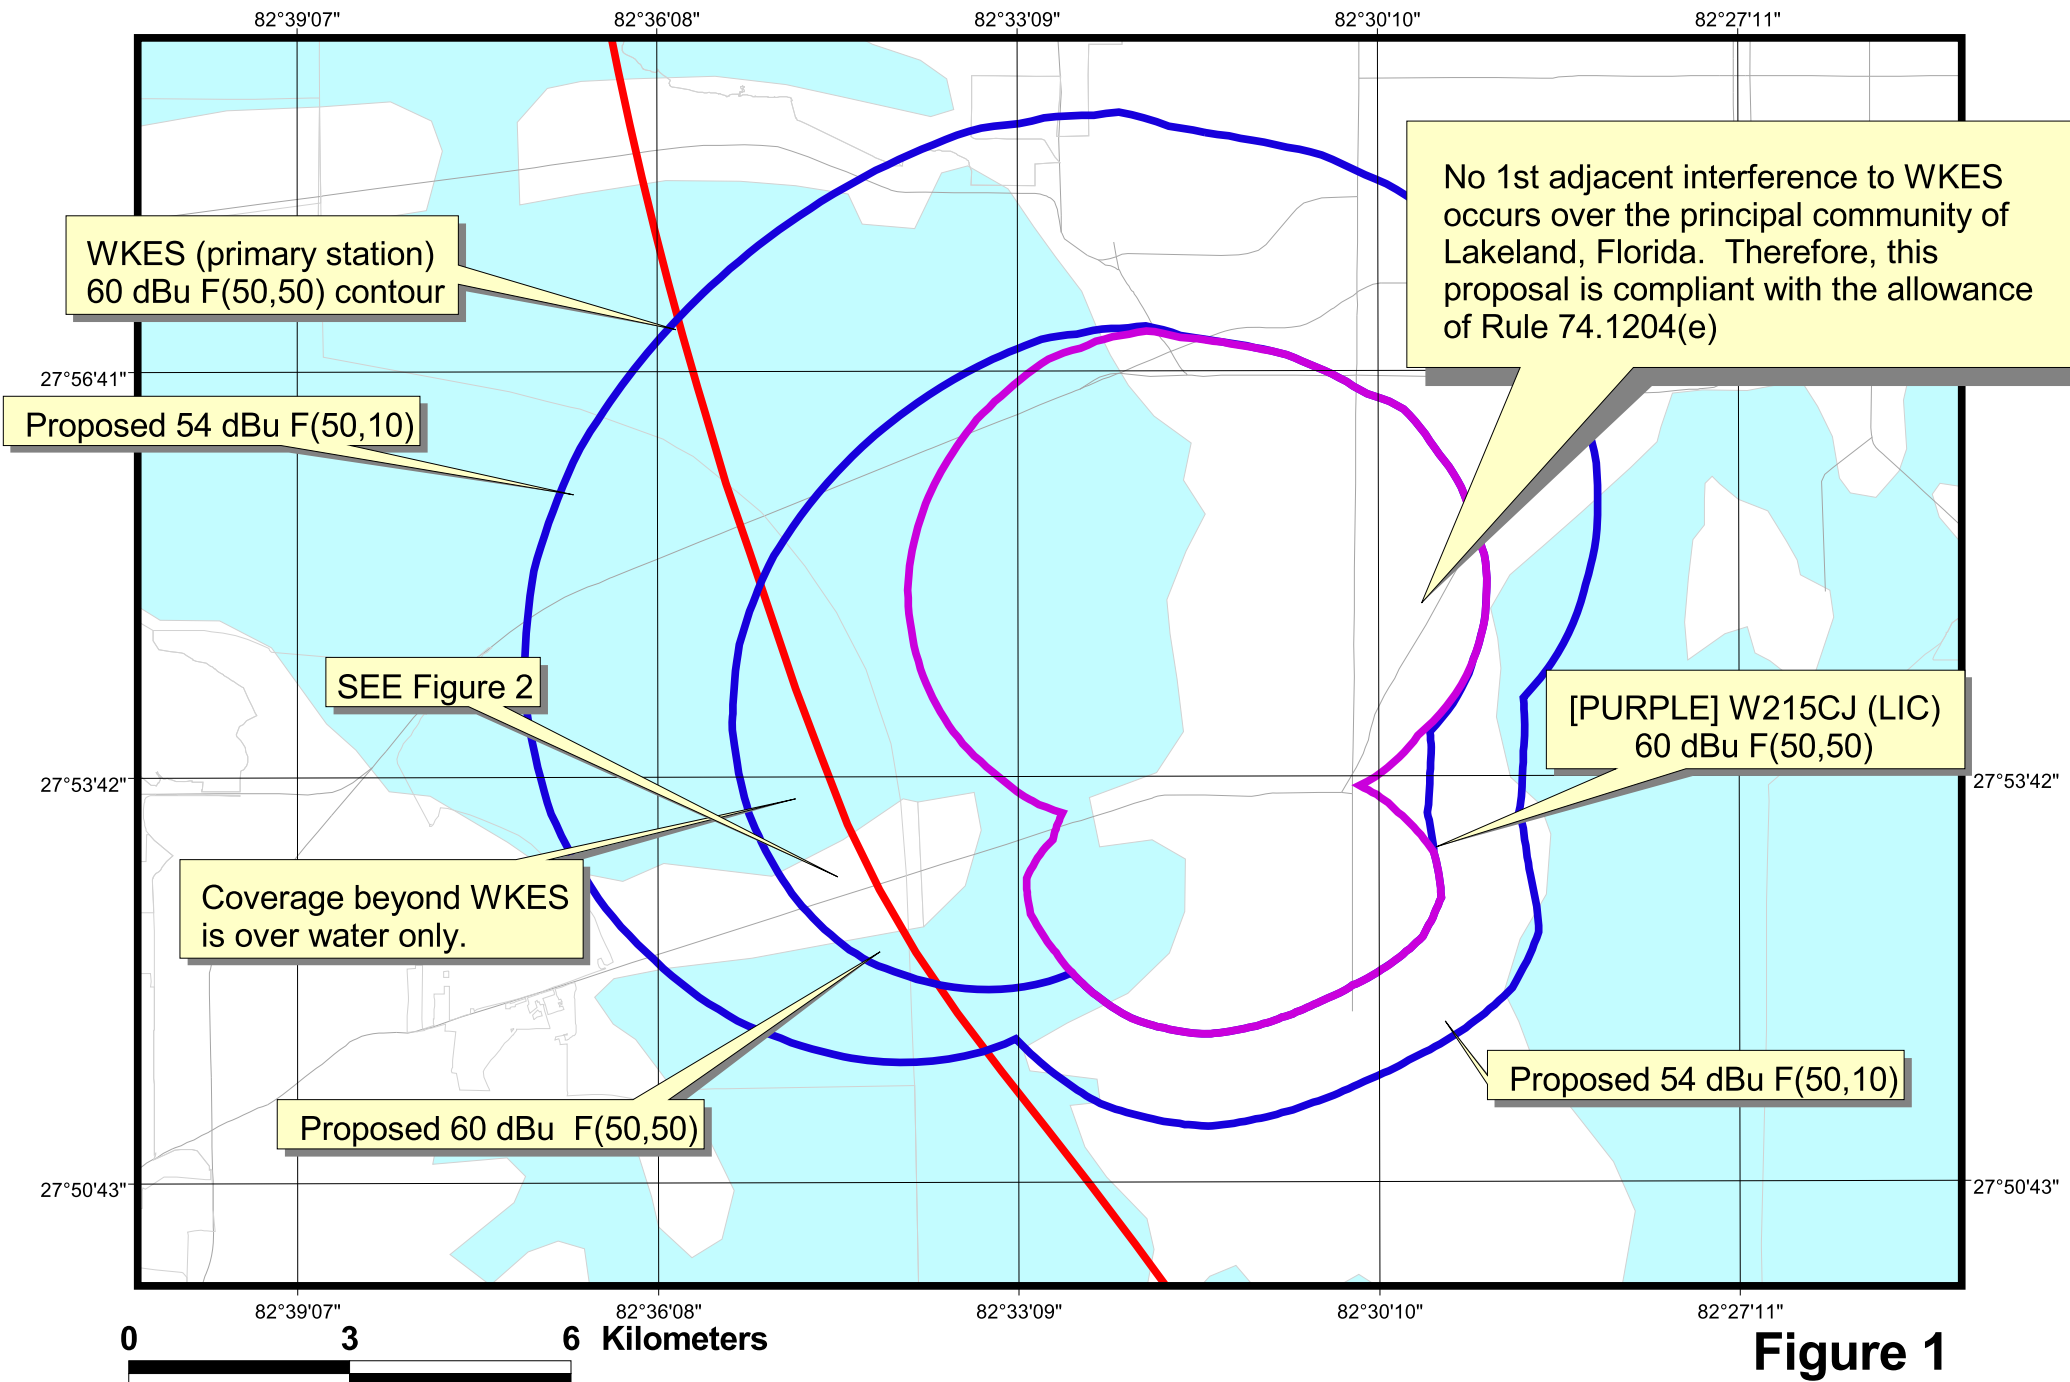 82°39'07" 82°36'08" 82°33'09" 82°30'10" 82°27'11"
No 1st adjacent interference to WKES
occurs over the principal community of
Lakeland, Florida.  Therefore, this
proposal is compliant with the allowance
of Rule 74.1204(e)
WKES (primary station)
60 dBu F(50,50) contour
27°56'41"
Proposed 54 dBu F(50,10)
SEE Figure 2
[PURPLE] W215CJ (LIC)
60 dBu F(50,50)
27°53'42" 27°53'42"
Coverage beyond WKES
is over water only.
Proposed 54 dBu F(50,10)
Proposed 60 dBu  F(50,50)
27°50'43" 27°50'43"
82°39'07" 82°36'08" 82°33'09" 82°30'10" 82°27'11"
0 3 6 Kilometers
Figure 1